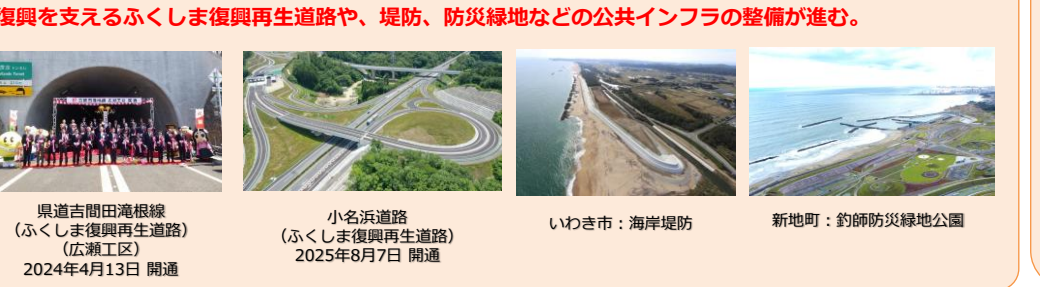 復興を支えるふくしま復興再生道路や、堤防、防災緑地などの公共インフラの整備が進む。
県道吉間田滝根線
（ふくしま復興再生道路）
（広瀬工区）
2024年4月13日 開通
小名浜道路
（ふくしま復興再生道路）
2025年8月7日 開通
いわき市：海岸堤防
新地町：釣師防災緑地公園